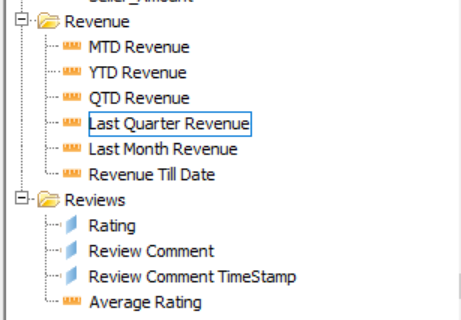 Revenue
MTD Revenue
YTD Revenue
QTD Revenue
Last Quarter Revenue
Last Month Revenue
Revenue Till Date
Reviews
Rating
Review Comment
Review Comment TimeStamp
Average Rating